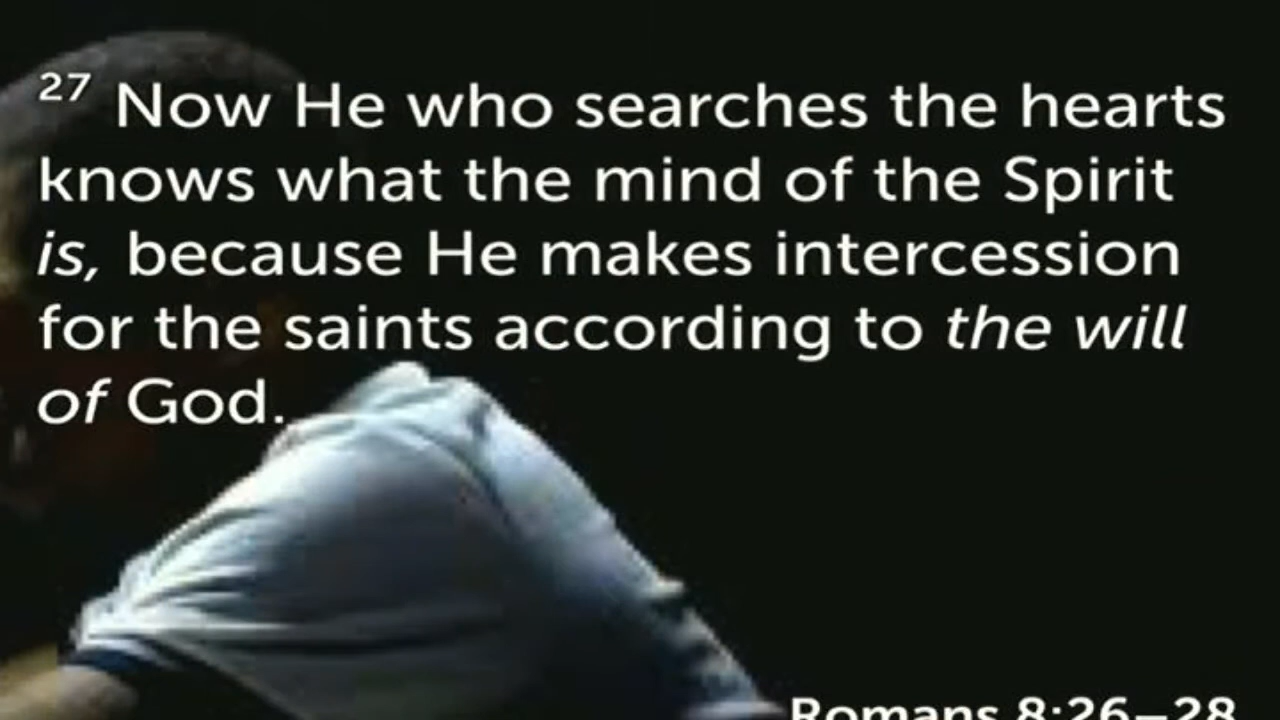 27 Now He who searches the hearts
knows what the mind of the Spirit
is, because He makes intercession
for the saints according to the will
of God.
Romans 8:26–28